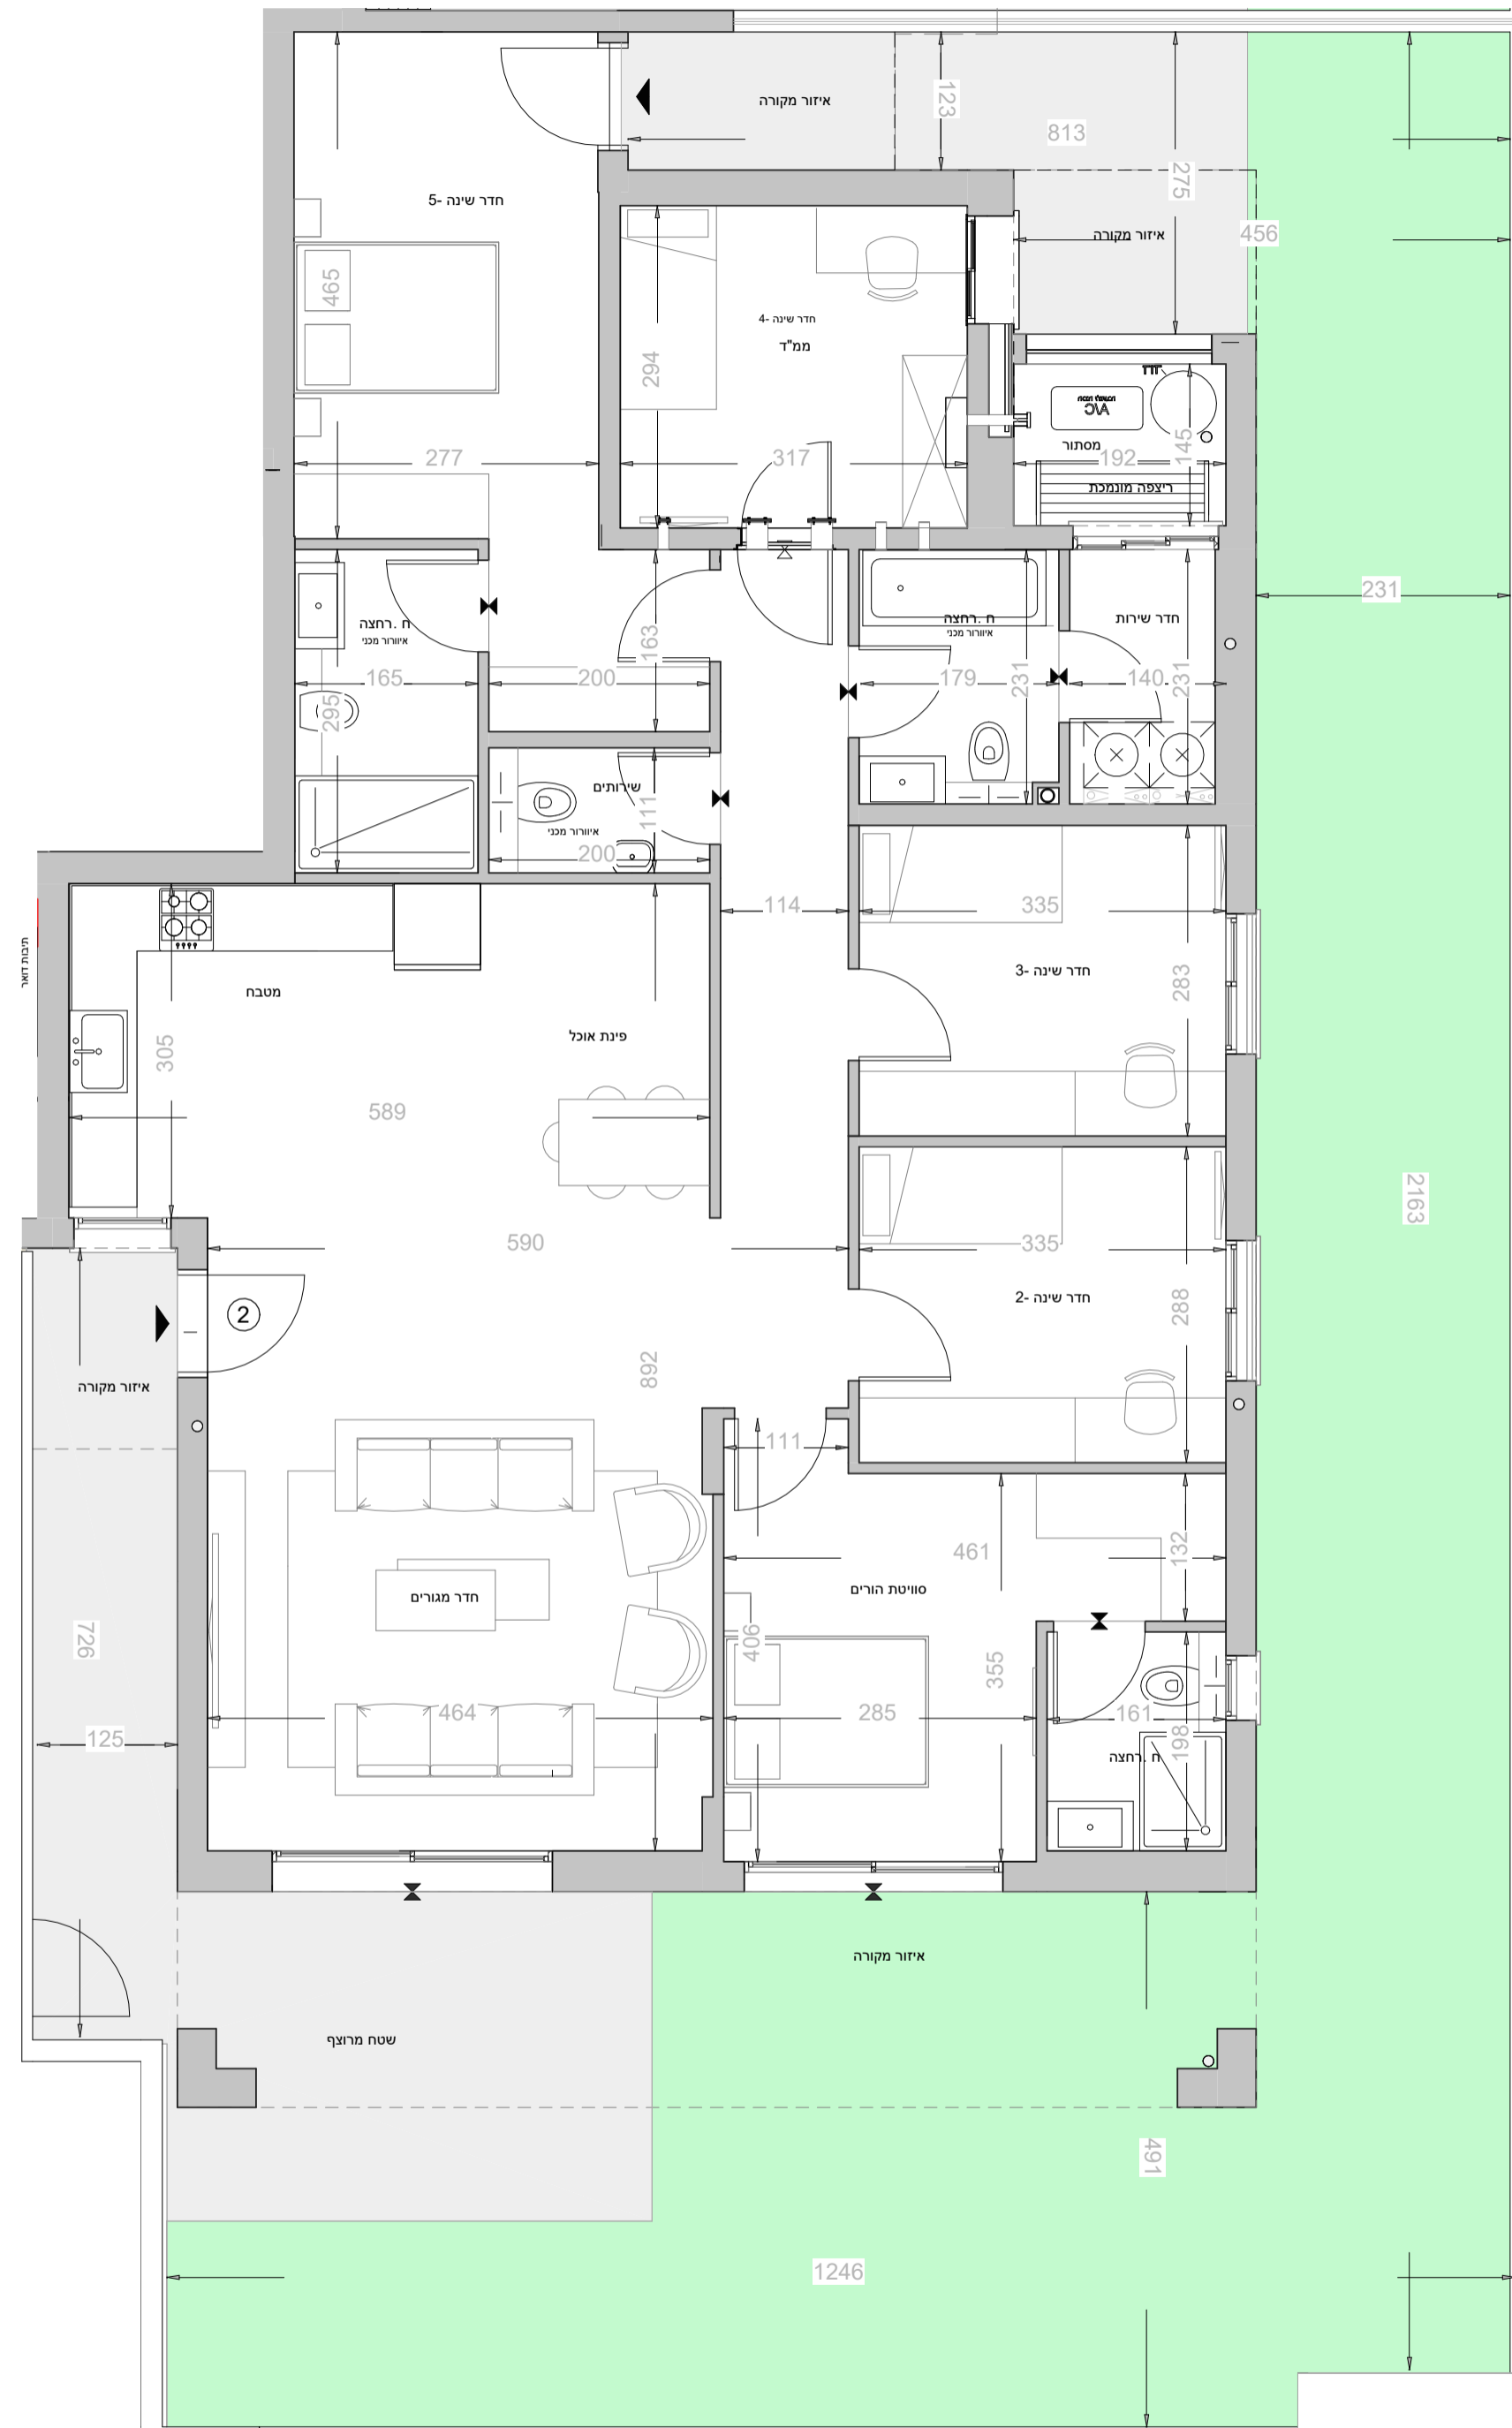 איזור מקורה
123
813
275
חדר שינה -5
איזור מקורה
456
465
חדר שינה -4
ממ"ד
294
277
317
A/C
מסתור
145
192
ריצפה מונמכת
231
ח .רחצה
איוורור מכני
163
165
200
295
ח .רחצה
איוורור מכני
חדר שירות
179
231
140
231
שירותים
111
איוורור מכני
200
114
335
תיבות דואר
מטבח
חדר שינה -3
283
פינת אוכל
305
589
2163
590
335
2
חדר שינה -2
288
איזור מקורה
892
111
461
132
סוויטת הורים
חדר מגורים
726
406
355
464
285
161
125
198
ח .רחצה
איזור מקורה
שטח מרוצף
491
1246